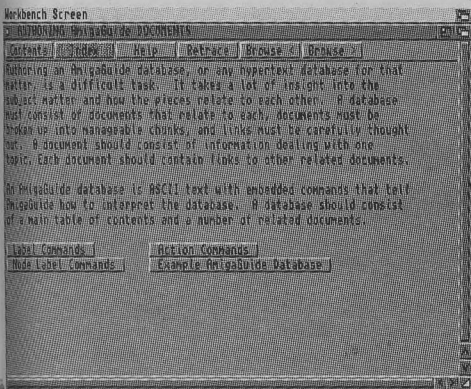 Workbench Screen
AUTHORING AmigaGuide DOCUMENTS
Contents Index Help Retrace Browse < Browse >
Authoring an AmigaGuide database, or any hypertext database for that
matter, is a difficult task. It takes a lot of insight into the
subject matter and how the pieces relate to each other. A database
must consist of documents that relate to each, documents must be
broken up into manageable chunks, and links must be carefully thought
out. A document should consist of information dealing with one
topic. Each document should contain links to other related documents.
An AmigaGuide database is ASCII text with embedded commands that tell
AmigaGuide how to interpret the database. A database should consist
of a main table of contents and a number of related documents.
Label Commands Action Commands
Node Label Commands Example AmigaGuide Database